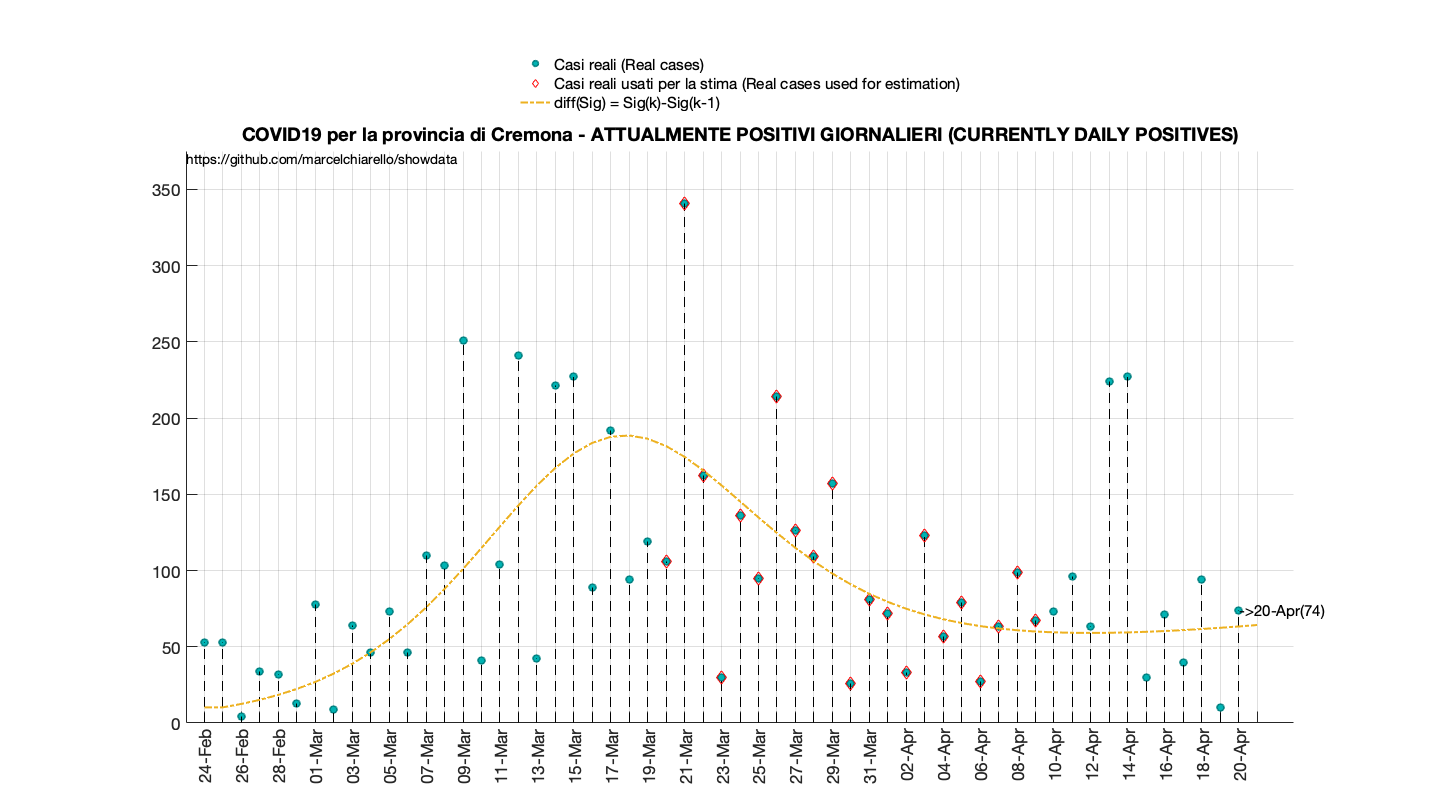 Casi reali (Real cases)
Casi reali usati per la stima (Real cases used for estimation)
diff(Sig) = Sig(k)-Sig(k-1)
COVID19 per la provincia di Cremona - ATTUALMENTE POSITIVI GIORNALIERI (CURRENTLY DAILY POSITIVES)
https://github.com/marcelchiarello/showdata
350
300
250
200
150
100
50
0
->20-Apr(74)
24-Feb
26-Feb
28-Feb
01-Mar
03-Mar
05-Mar
07-Mar
09-Mar
11-Mar
13-Mar
15-Mar
17-Mar
19-Mar
21-Mar
23-Mar
25-Mar
27-Mar
29-Mar
31-Mar
02-Apr
04-Apr
06-Apr
08-Apr
10-Apr
12-Apr
14-Apr
16-Apr
18-Apr
20-Apr